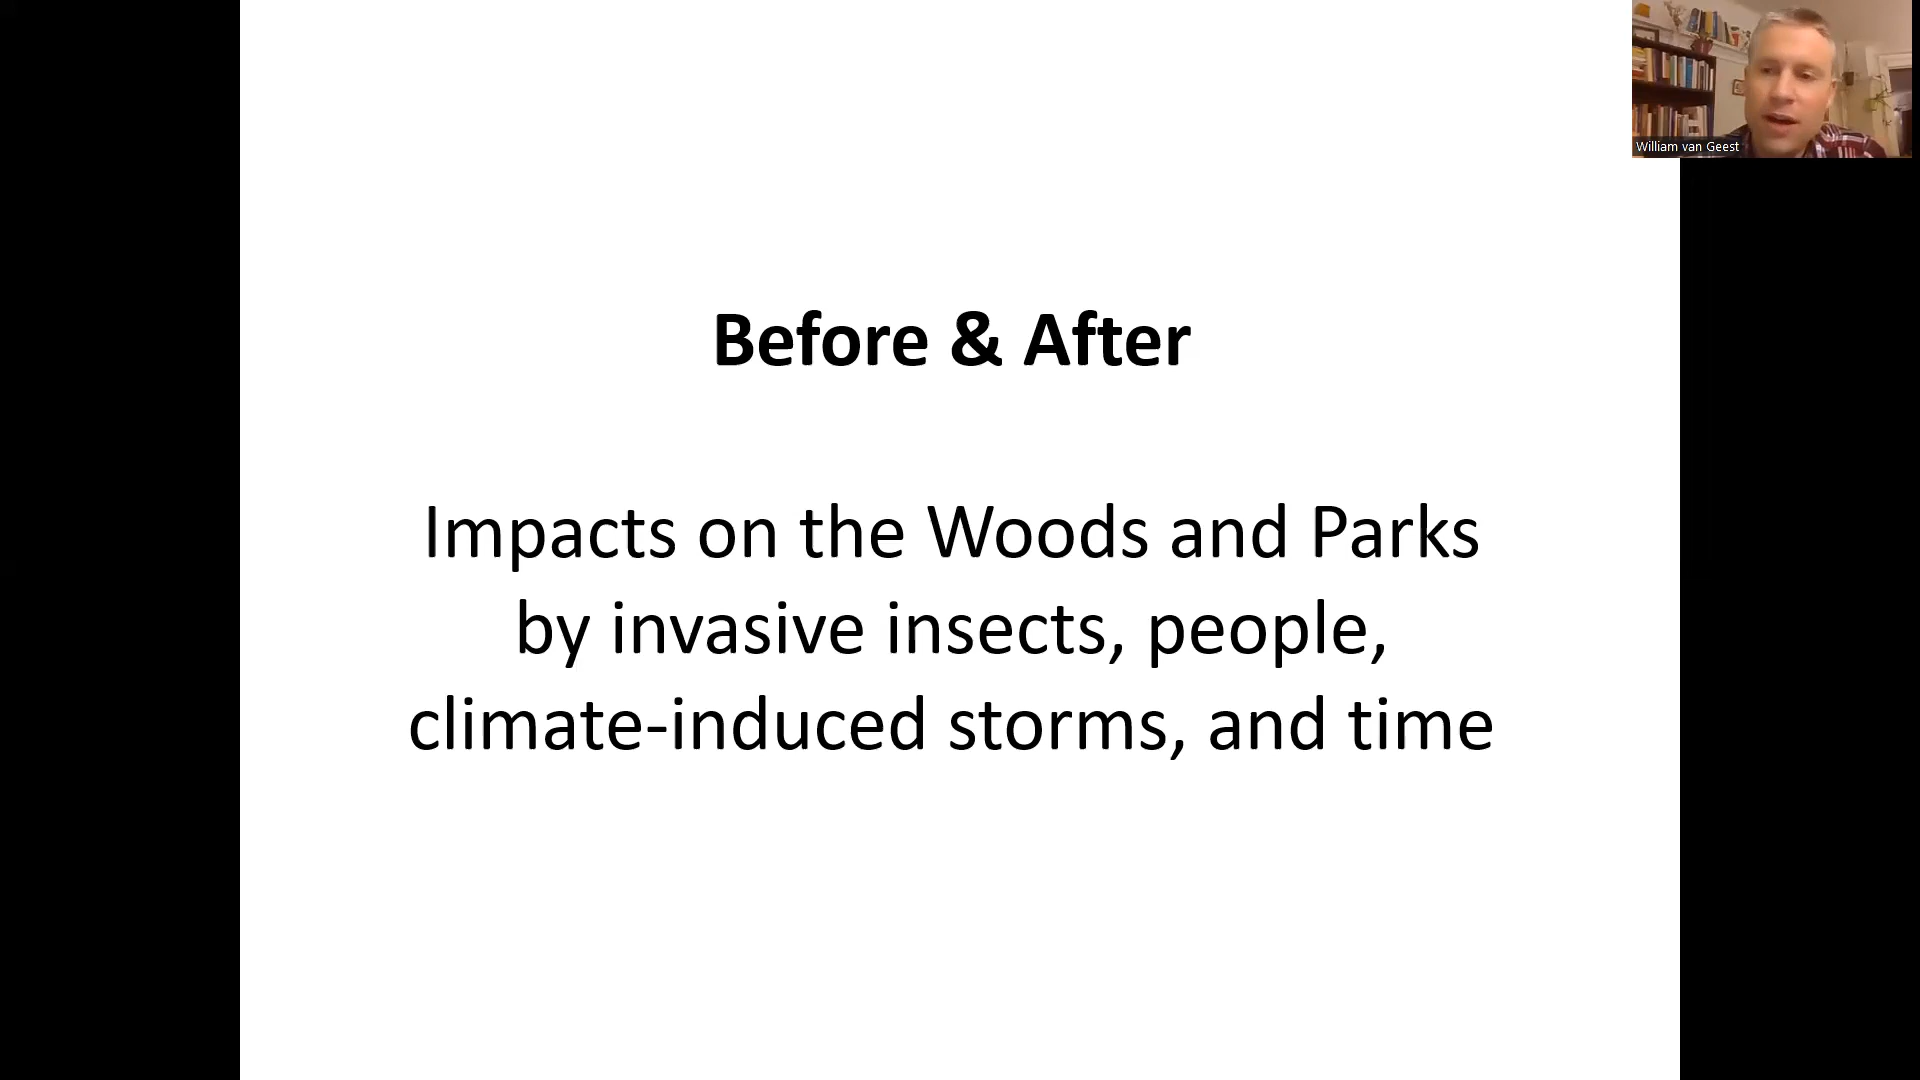 William van Geest
Before & After
Impacts on the Woods and Parks
by invasive insects, people,
climate-induced storms, and time